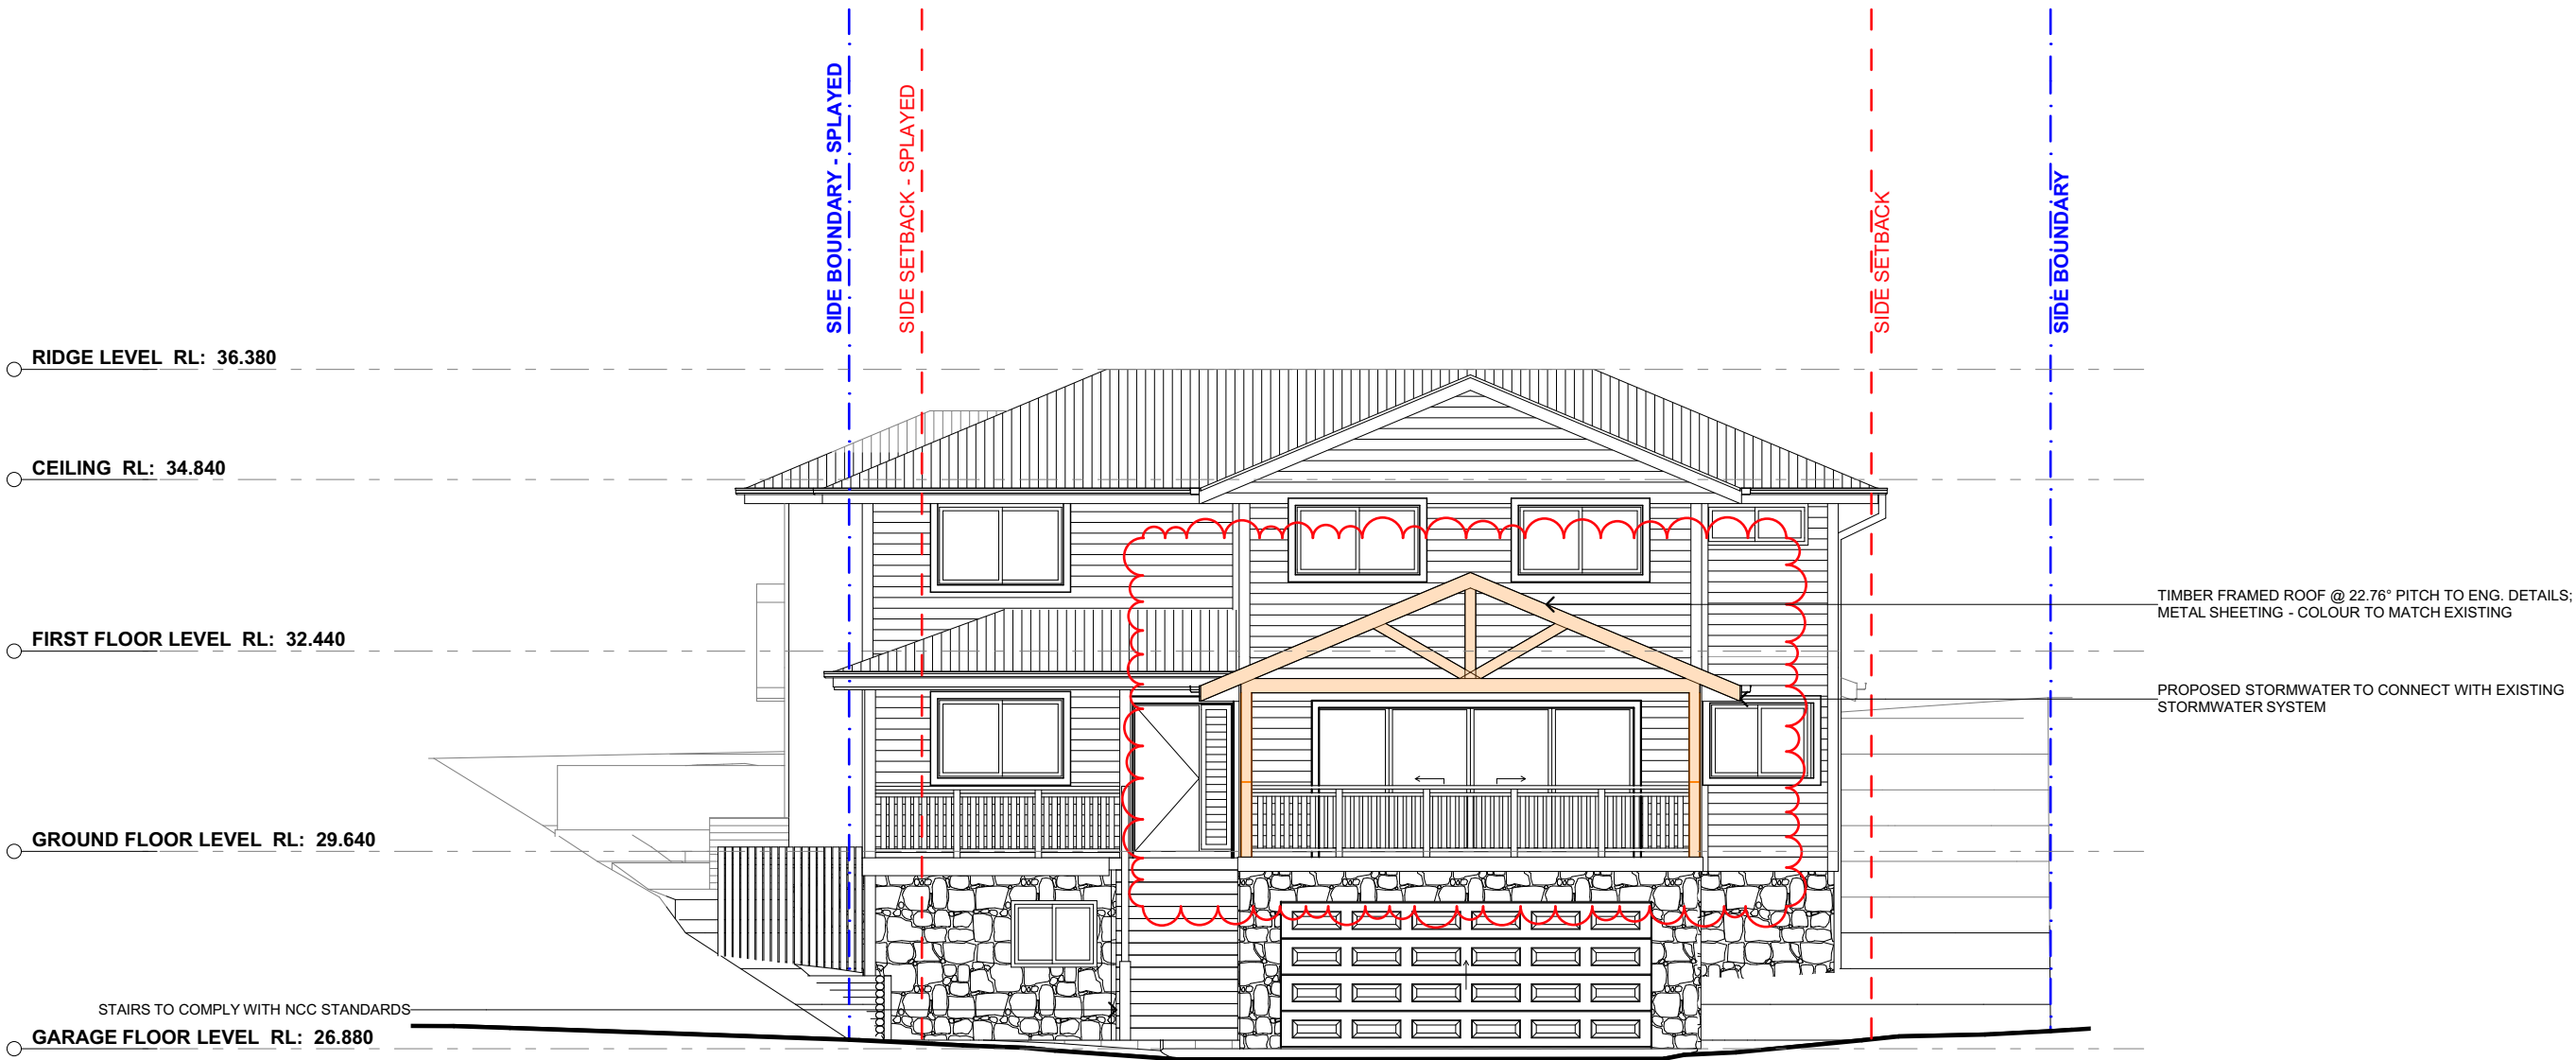 SIDE BOUNDARY - SPLAYED
SIDE SETBACK - SPLAYED
SIDE SETBACK
SIDE BOUNDARY
RIDGE LEVEL RL: 36.380
CEILING RL: 34.840
FIRST FLOOR LEVEL RL: 32.440
GROUND FLOOR LEVEL RL: 29.640
STAIRS TO COMPLY WITH NCC STANDARDS
GARAGE FLOOR LEVEL RL: 26.880
TIMBER FRAMED ROOF @ 22.76° PITCH TO ENG. DETAILS;
METAL SHEETING - COLOUR TO MATCH EXISTING
PROPOSED STORMWATER TO CONNECT WITH EXISTING
STORMWATER SYSTEM